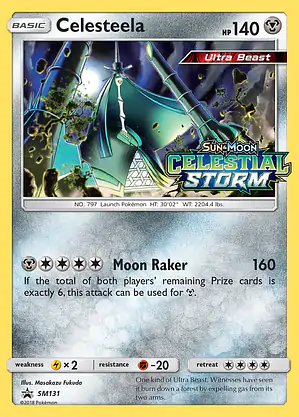 BASIC Celesteela HP 140
Ultra Beast
SUN & MOON
CELESTIAL
STORM
NO. 797 Launch Pokémon HT: 30'02" WT: 2204.4 lbs.
Moon Raker 160
If the total of both players' remaining Prize cards is
exactly 6, this attack can be used for .
weakness × 2 resistance -20 retreat
Illus. Masakazu Fukuda
SM131
©2018 Pokémon
One kind of Ultra Beast. Witnesses have seen
it burn down a forest by expelling gas from its
two arms.